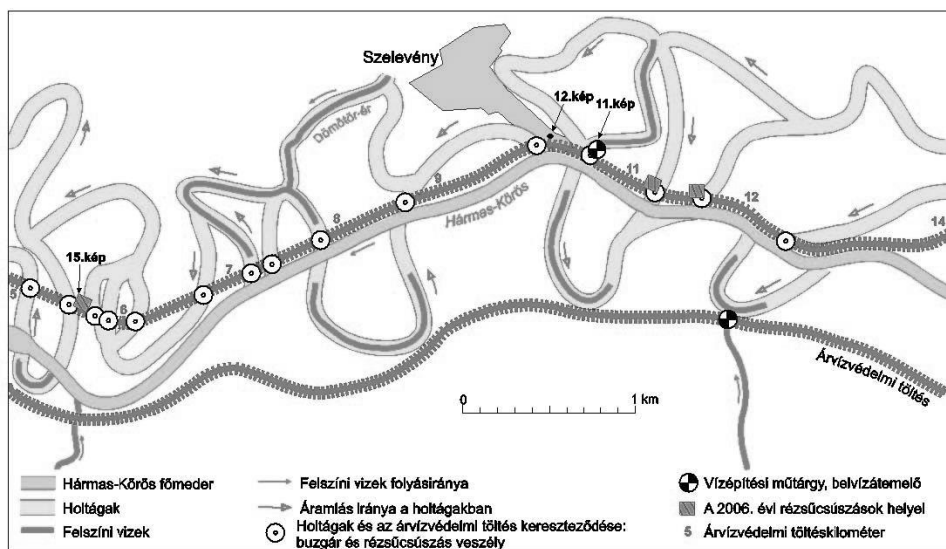 Szelevény
12.kép
11.kép
Dömötör-ér
11
9
12
8
Hármas-Körös
14
7
15.kép
5
6
Árvízvédelmi töltés
0 1 km
Hármas-Körös főmeder
Holtágak
Felszíni vizek
Felszíni vizek folyásiránya
Áramlás iránya a holtágakban
Holtágak és az árvízvédelmi töltés kereszteződése:
buzgár és rézsűcsúszás veszély
Vízépítési műtárgy, belvízátemelő
A 2006. évi rézsűcsúszások helyei
5 Árvízvédelmi töltéskilométer